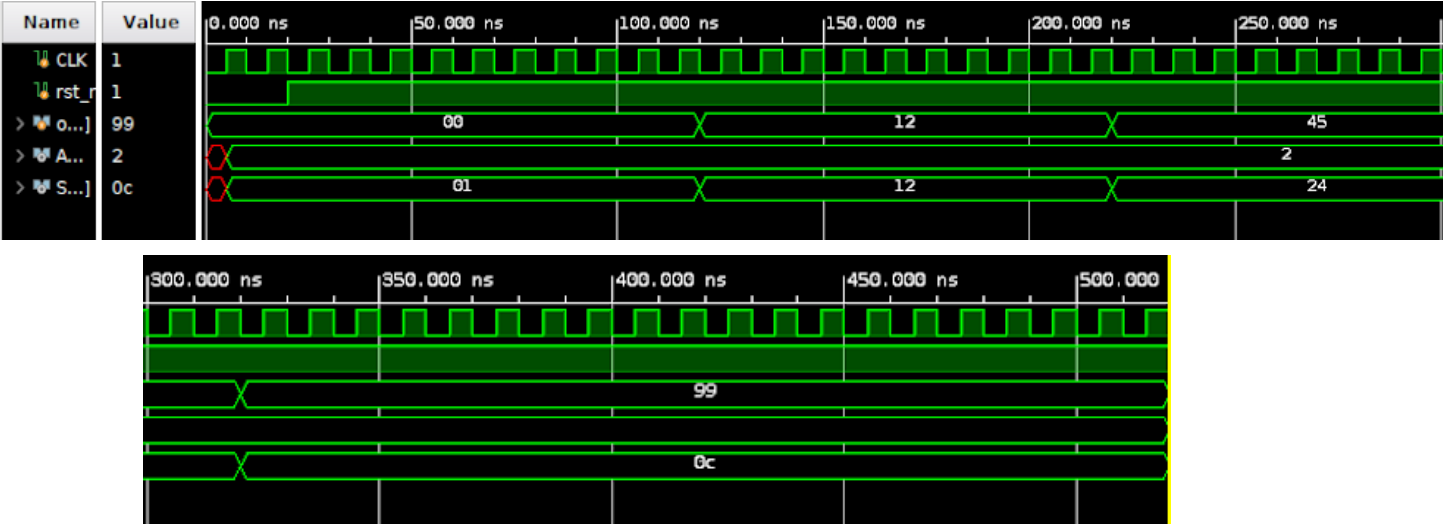 Name Value 0.000 ns 50.000 ns 100.000 ns 150.000 ns 200.000 ns 250.000 ns
CLK 1
rst_r 1
o...] 99 00 12 45
A... 2 2
S...] 0c 01 12 24
300.000 ns 350.000 ns 400.000 ns 450.000 ns 500.000
99
0c